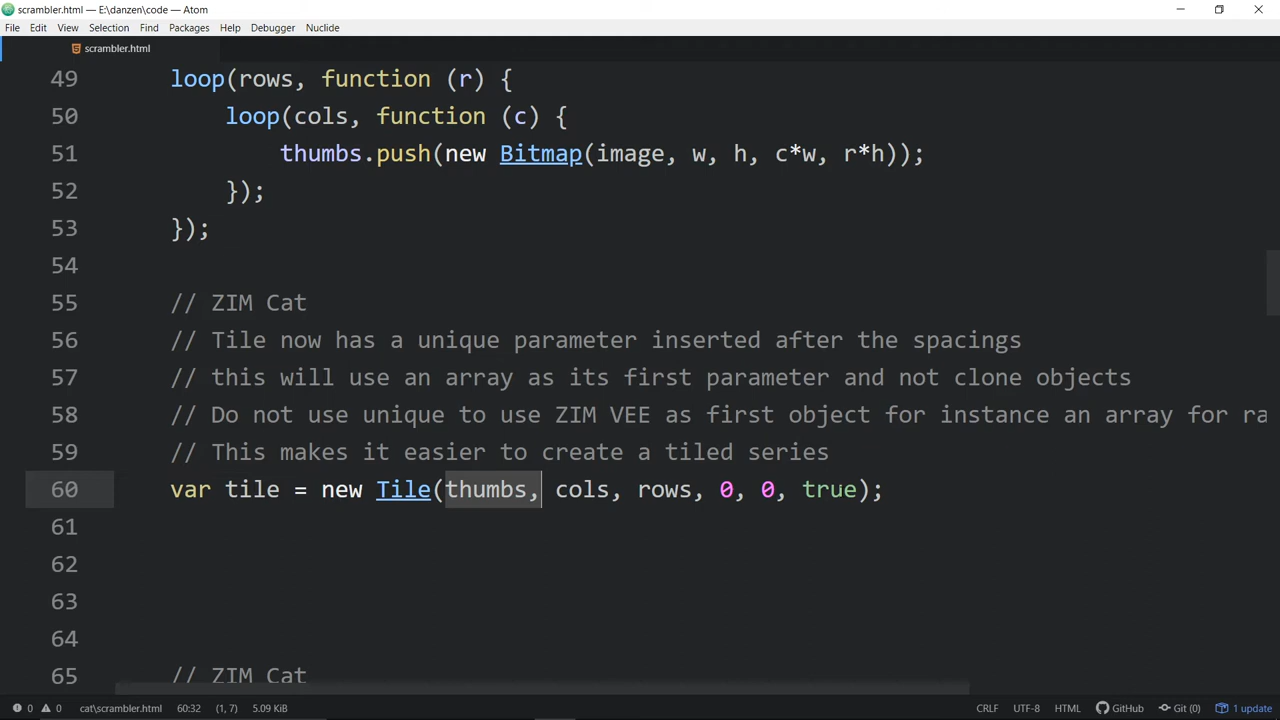 scrambler.html — E:\danzen\code — Atom
File Edit View Selection Find Packages Help Debugger Nuclide
scrambler.html
49 loop(rows, function (r) {
50 loop(cols, function (c) {
51 thumbs.push(new Bitmap(image, w, h, c*w, r*h));
52 });
53 });
54
55 // ZIM Cat
56 // Tile now has a unique parameter inserted after the spacings
57 // this will use an array as its first parameter and not clone objects
58 // Do not use unique to use ZIM VEE as first object for instance an array for ra
59 // This makes it easier to create a tiled series
60 var tile = new Tile(thumbs, cols, rows, 0, 0, true);
61
62
63
64
65 // ZIM Cat
0 0 cat\scrambler.html 60:32 (1, 7) 5.09 KiB CRLF UTF-8 HTML GitHub Git (0) 1 update